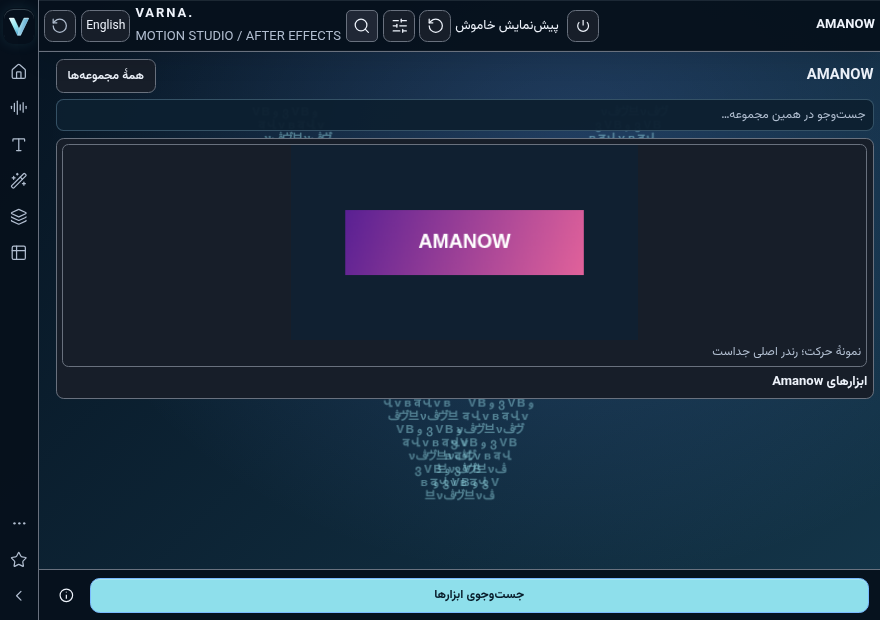 English
VARNA.
MOTION STUDIO / AFTER EFFECTS
پیش‌نمایش خاموش
AMANOW
همهٔ مجموعه‌ها
AMANOW
جست‌وجو در همین مجموعه...
AMANOW
نمونهٔ حرکت؛ رندر اصلی جداست
ابزارهای Amanow
جست‌وجوی ابزارها